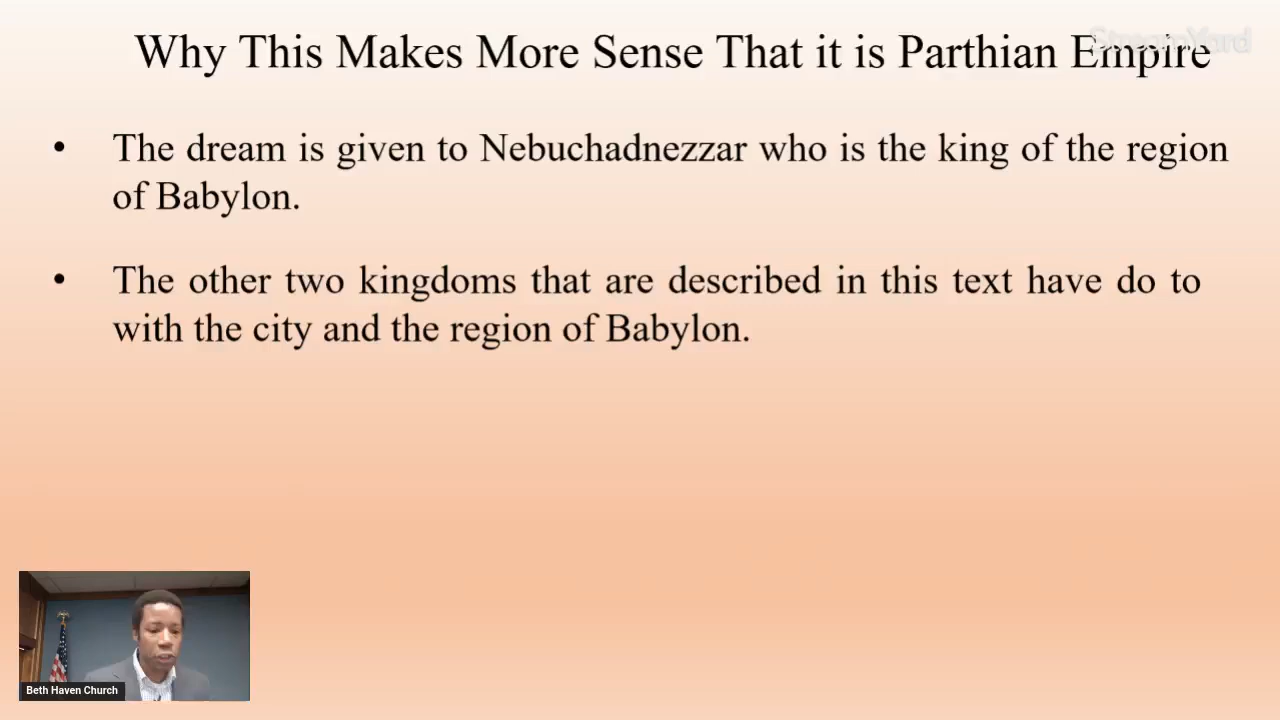 Why This Makes More Sense That it is Parthian Empire
StreamYard
• The dream is given to Nebuchadnezzar who is the king of the region
of Babylon.
• The other two kingdoms that are described in this text have do to
with the city and the region of Babylon.
Beth Haven Church